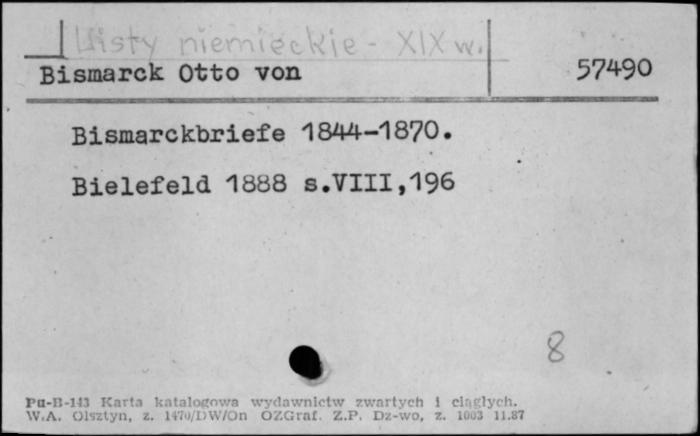 Listy niemieckie - XIX w.
Bismarck Otto von 57490
Bismarckbriefe 1844-1870.
Bielefeld 1888 s.VIII,196
8
Pu-B-143 Karta katalogowa wydawnictw zwartych i ciągłych.
W.A. Olsztyn, z. 1470/DW/On OZGraf. Z.P. Dz-wo, z. 1003 11.87